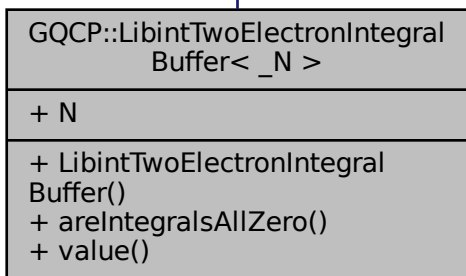 GQCP::LibintTwoElectronIntegral
Buffer< _N >
+ N
+ LibintTwoElectronIntegral
Buffer()
+ areIntegralsAllZero()
+ value()